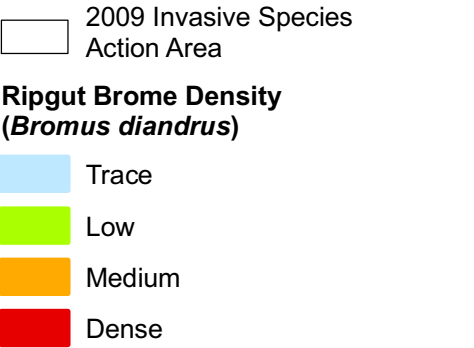 2009 Invasive Species
Action Area
Ripgut Brome Density
(Bromus diandrus)
Trace
Low
Medium
Dense